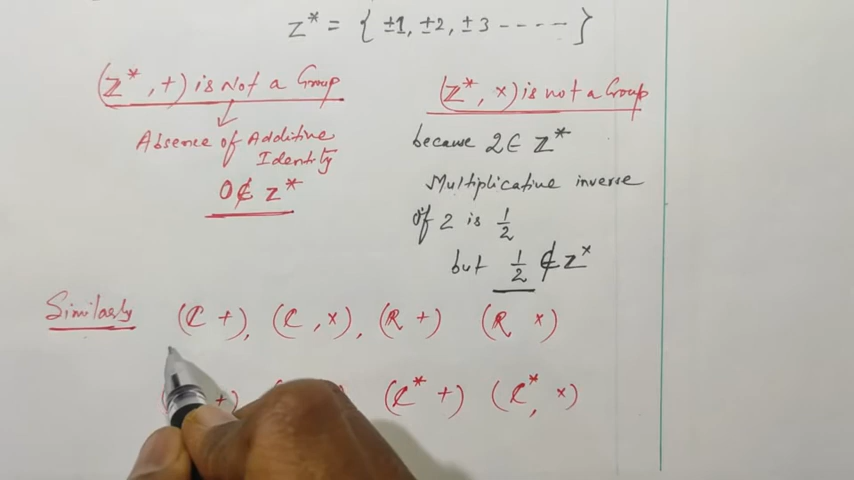 Z* = { ±1, ±2, ±3 ----- }
(Z*, +) is Not a Group
Absence of Additive
Identity
0 ∉ Z*
(Z*, ×) is not a Group
because 2 ∈ Z*
Multiplicative inverse
of 2 is 1/2
but 1/2 ∉ Z*
Similarly (ℂ +), (ℂ, ×), (ℝ +) (ℝ ×)
+) (ℂ* +) (ℂ*, ×)